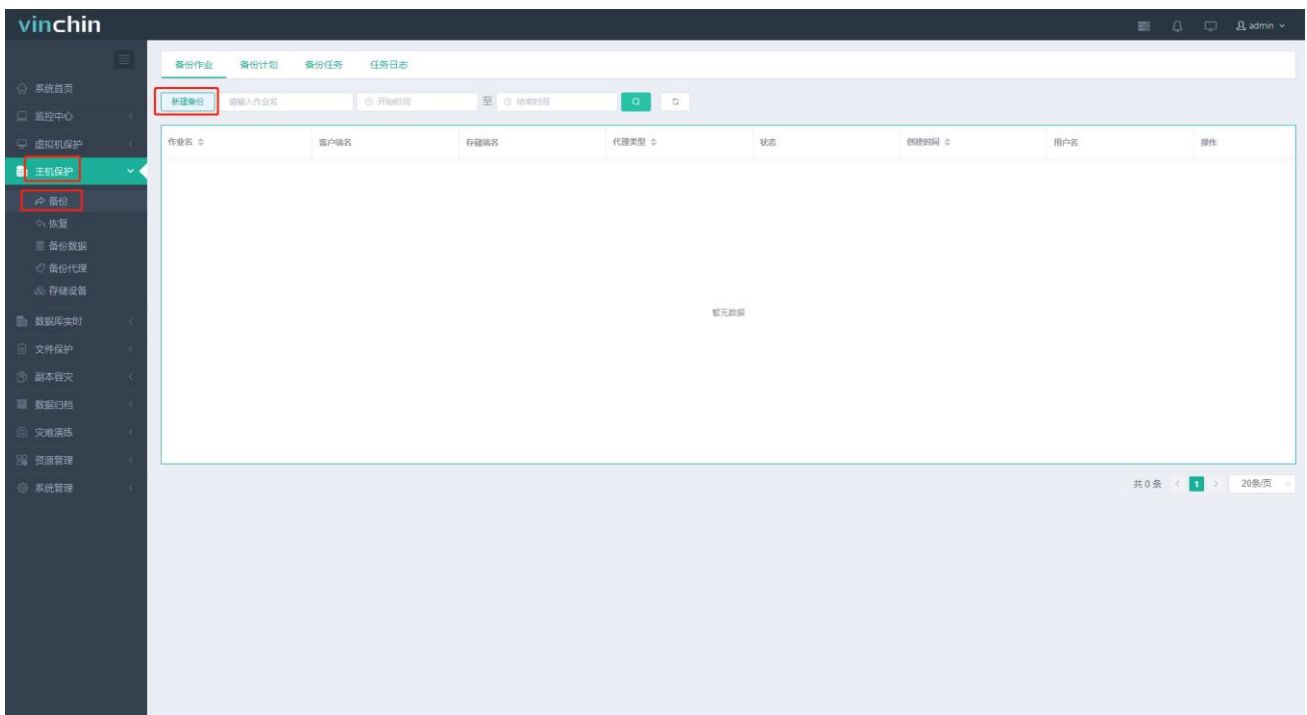 vinchin
admin
系统首页
监控中心
虚拟机保护
主机保护
备份
恢复
备份数据
备份代理
存储设备
数据库实时
文件保护
副本容灾
数据归档
灾难演练
资源管理
系统管理
备份作业 备份计划 备份任务 任务日志
新建备份 请输入作业名 开始时间 至 结束时间
作业名 客户端名 存储端名 代理类型 状态 创建时间 用户名 操作
暂无数据
共 0 条 < 1 > 20条/页